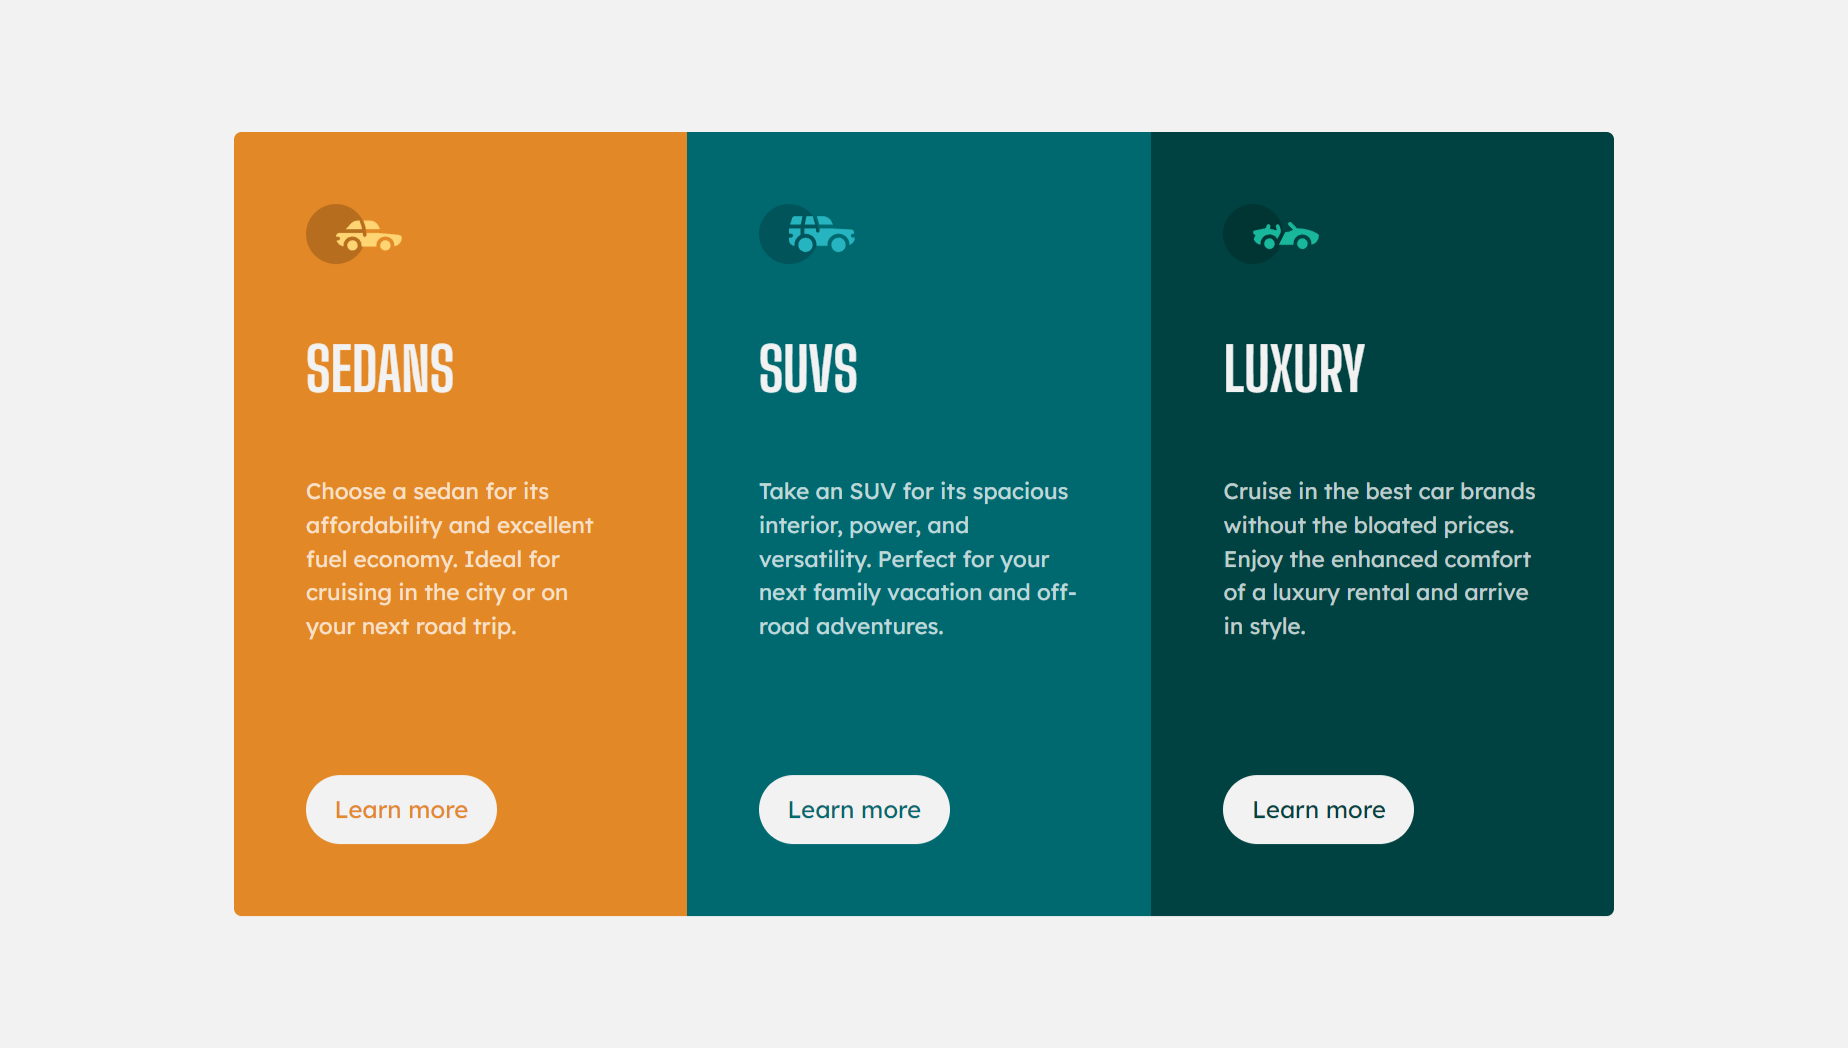 SEDANS
Choose a sedan for its
affordability and excellent
fuel economy. Ideal for
cruising in the city or on
your next road trip.
Learn more
SUVS
Take an SUV for its spacious
interior, power, and
versatility. Perfect for your
next family vacation and off-
road adventures.
Learn more
LUXURY
Cruise in the best car brands
without the bloated prices.
Enjoy the enhanced comfort
of a luxury rental and arrive
in style.
Learn more